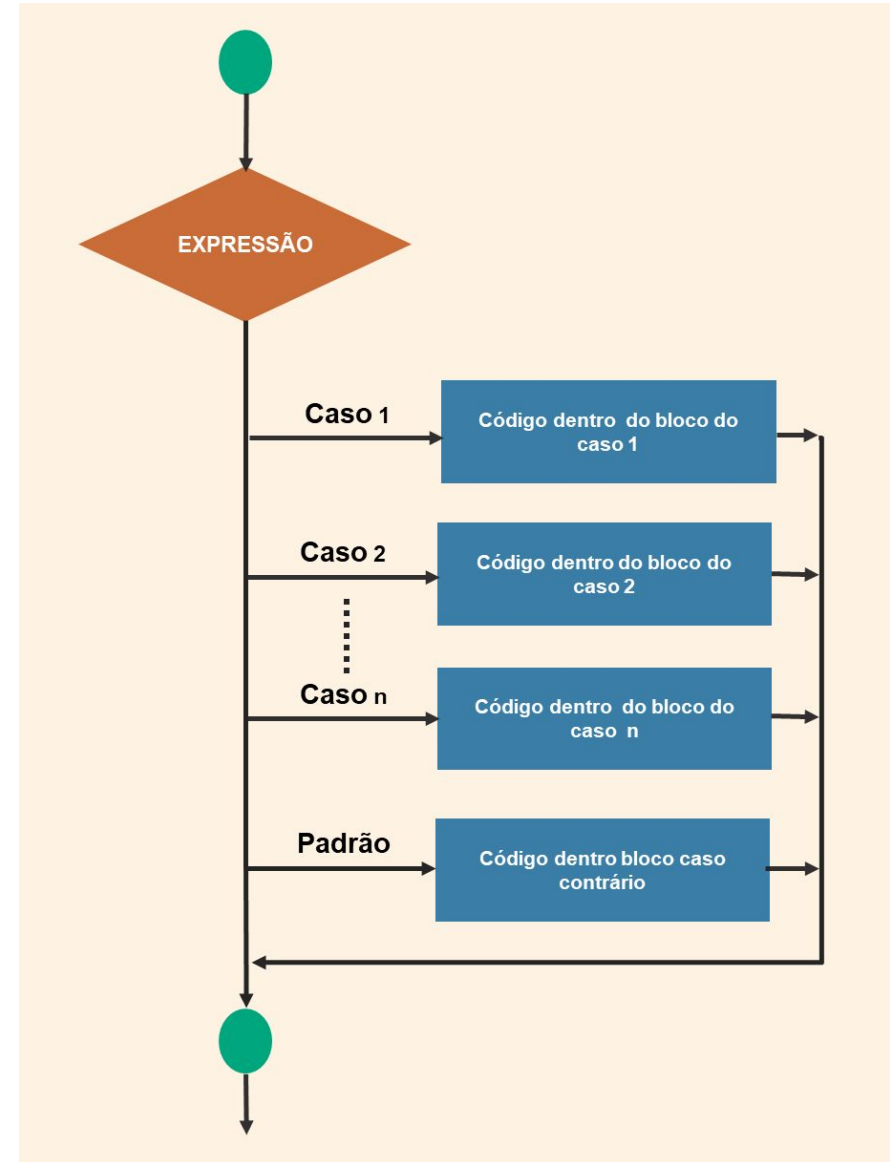 EXPRESSÃO
Caso 1
Código dentro do bloco do
caso 1
Caso 2
Código dentro do bloco do
caso 2
Caso n
Código dentro do bloco do
caso n
Padrão
Código dentro bloco caso
contrário